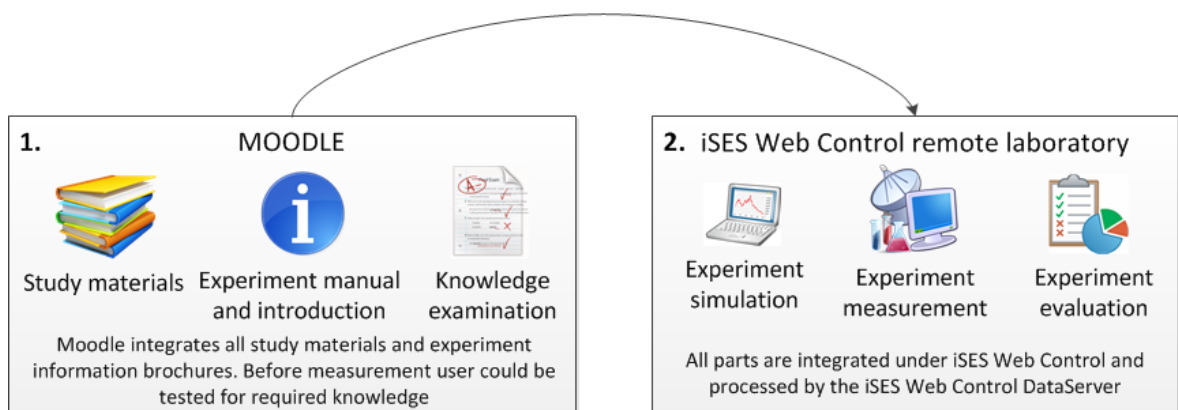 1. MOODLE
Study materials
Experiment manual
and introduction
Knowledge
examination
Moodle integrates all study materials and experiment
information brochures. Before measurement user could be
tested for required knowledge
2. iSES Web Control remote laboratory
Experiment
simulation
Experiment
measurement
Experiment
evaluation
All parts are integrated under iSES Web Control and
processed by the iSES Web Control DataServer